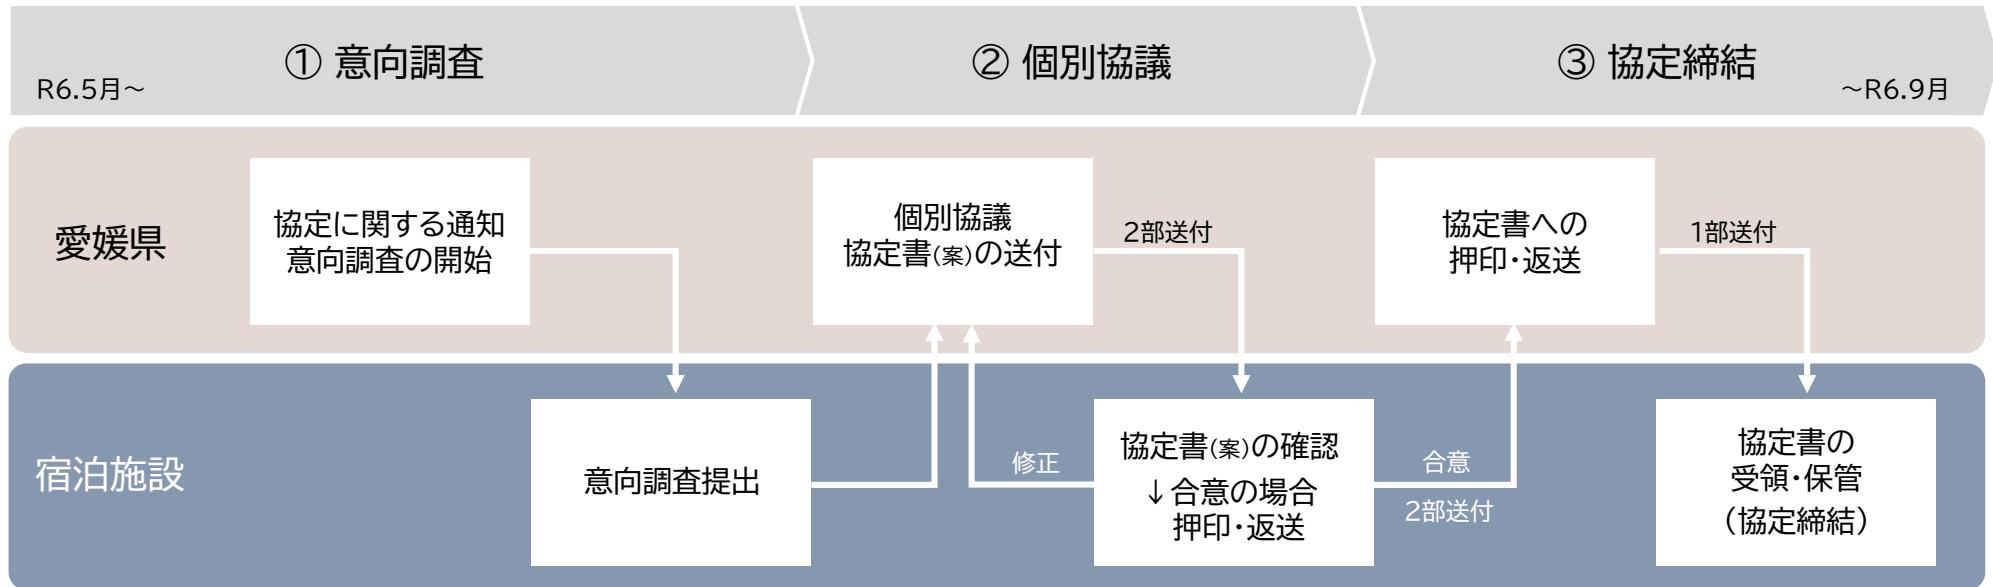 ① 意向調査
② 個別協議
③ 協定締結
R6.5月～
～R6.9月
愛媛県
協定に関する通知
意向調査の開始
個別協議
協定書(案)の送付
2部送付
協定書への
押印・返送
1部送付
宿泊施設
意向調査提出
修正
協定書(案)の確認
↓合意の場合
押印・返送
合意
2部送付
協定書の
受領・保管
(協定締結)